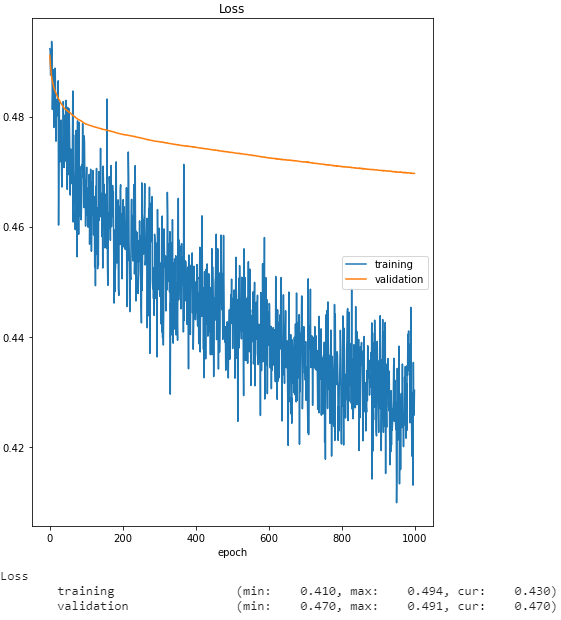 Loss
0.48
0.46
0.44
0.42
training
validation
0 200 400 600 800 1000
epoch
Loss
training (min: 0.410, max: 0.494, cur: 0.430)
validation (min: 0.470, max: 0.491, cur: 0.470)